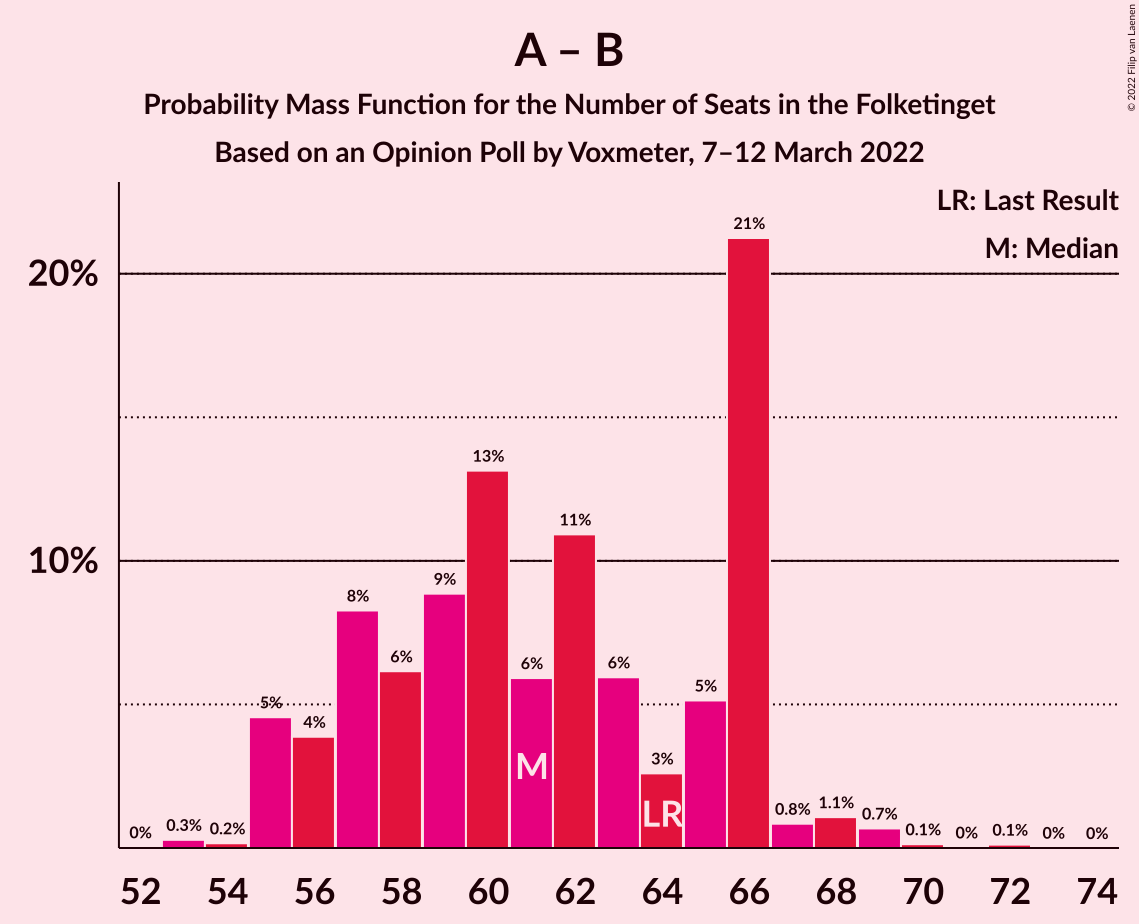 A – B
Probability Mass Function for the Number of Seats in the Folketinget
Based on an Opinion Poll by Voxmeter, 7–12 March 2022
© 2022 Filip van Laenen
LR: Last Result
M: Median
20%
10%
0%
0.3%
0.2%
5%
4%
8%
6%
9%
13%
6%
11%
6%
3%
5%
21%
0.8%
1.1%
0.7%
0.1%
0%
0.1%
0%
0%
M
LR
52 54 56 58 60 62 64 66 68 70 72 74